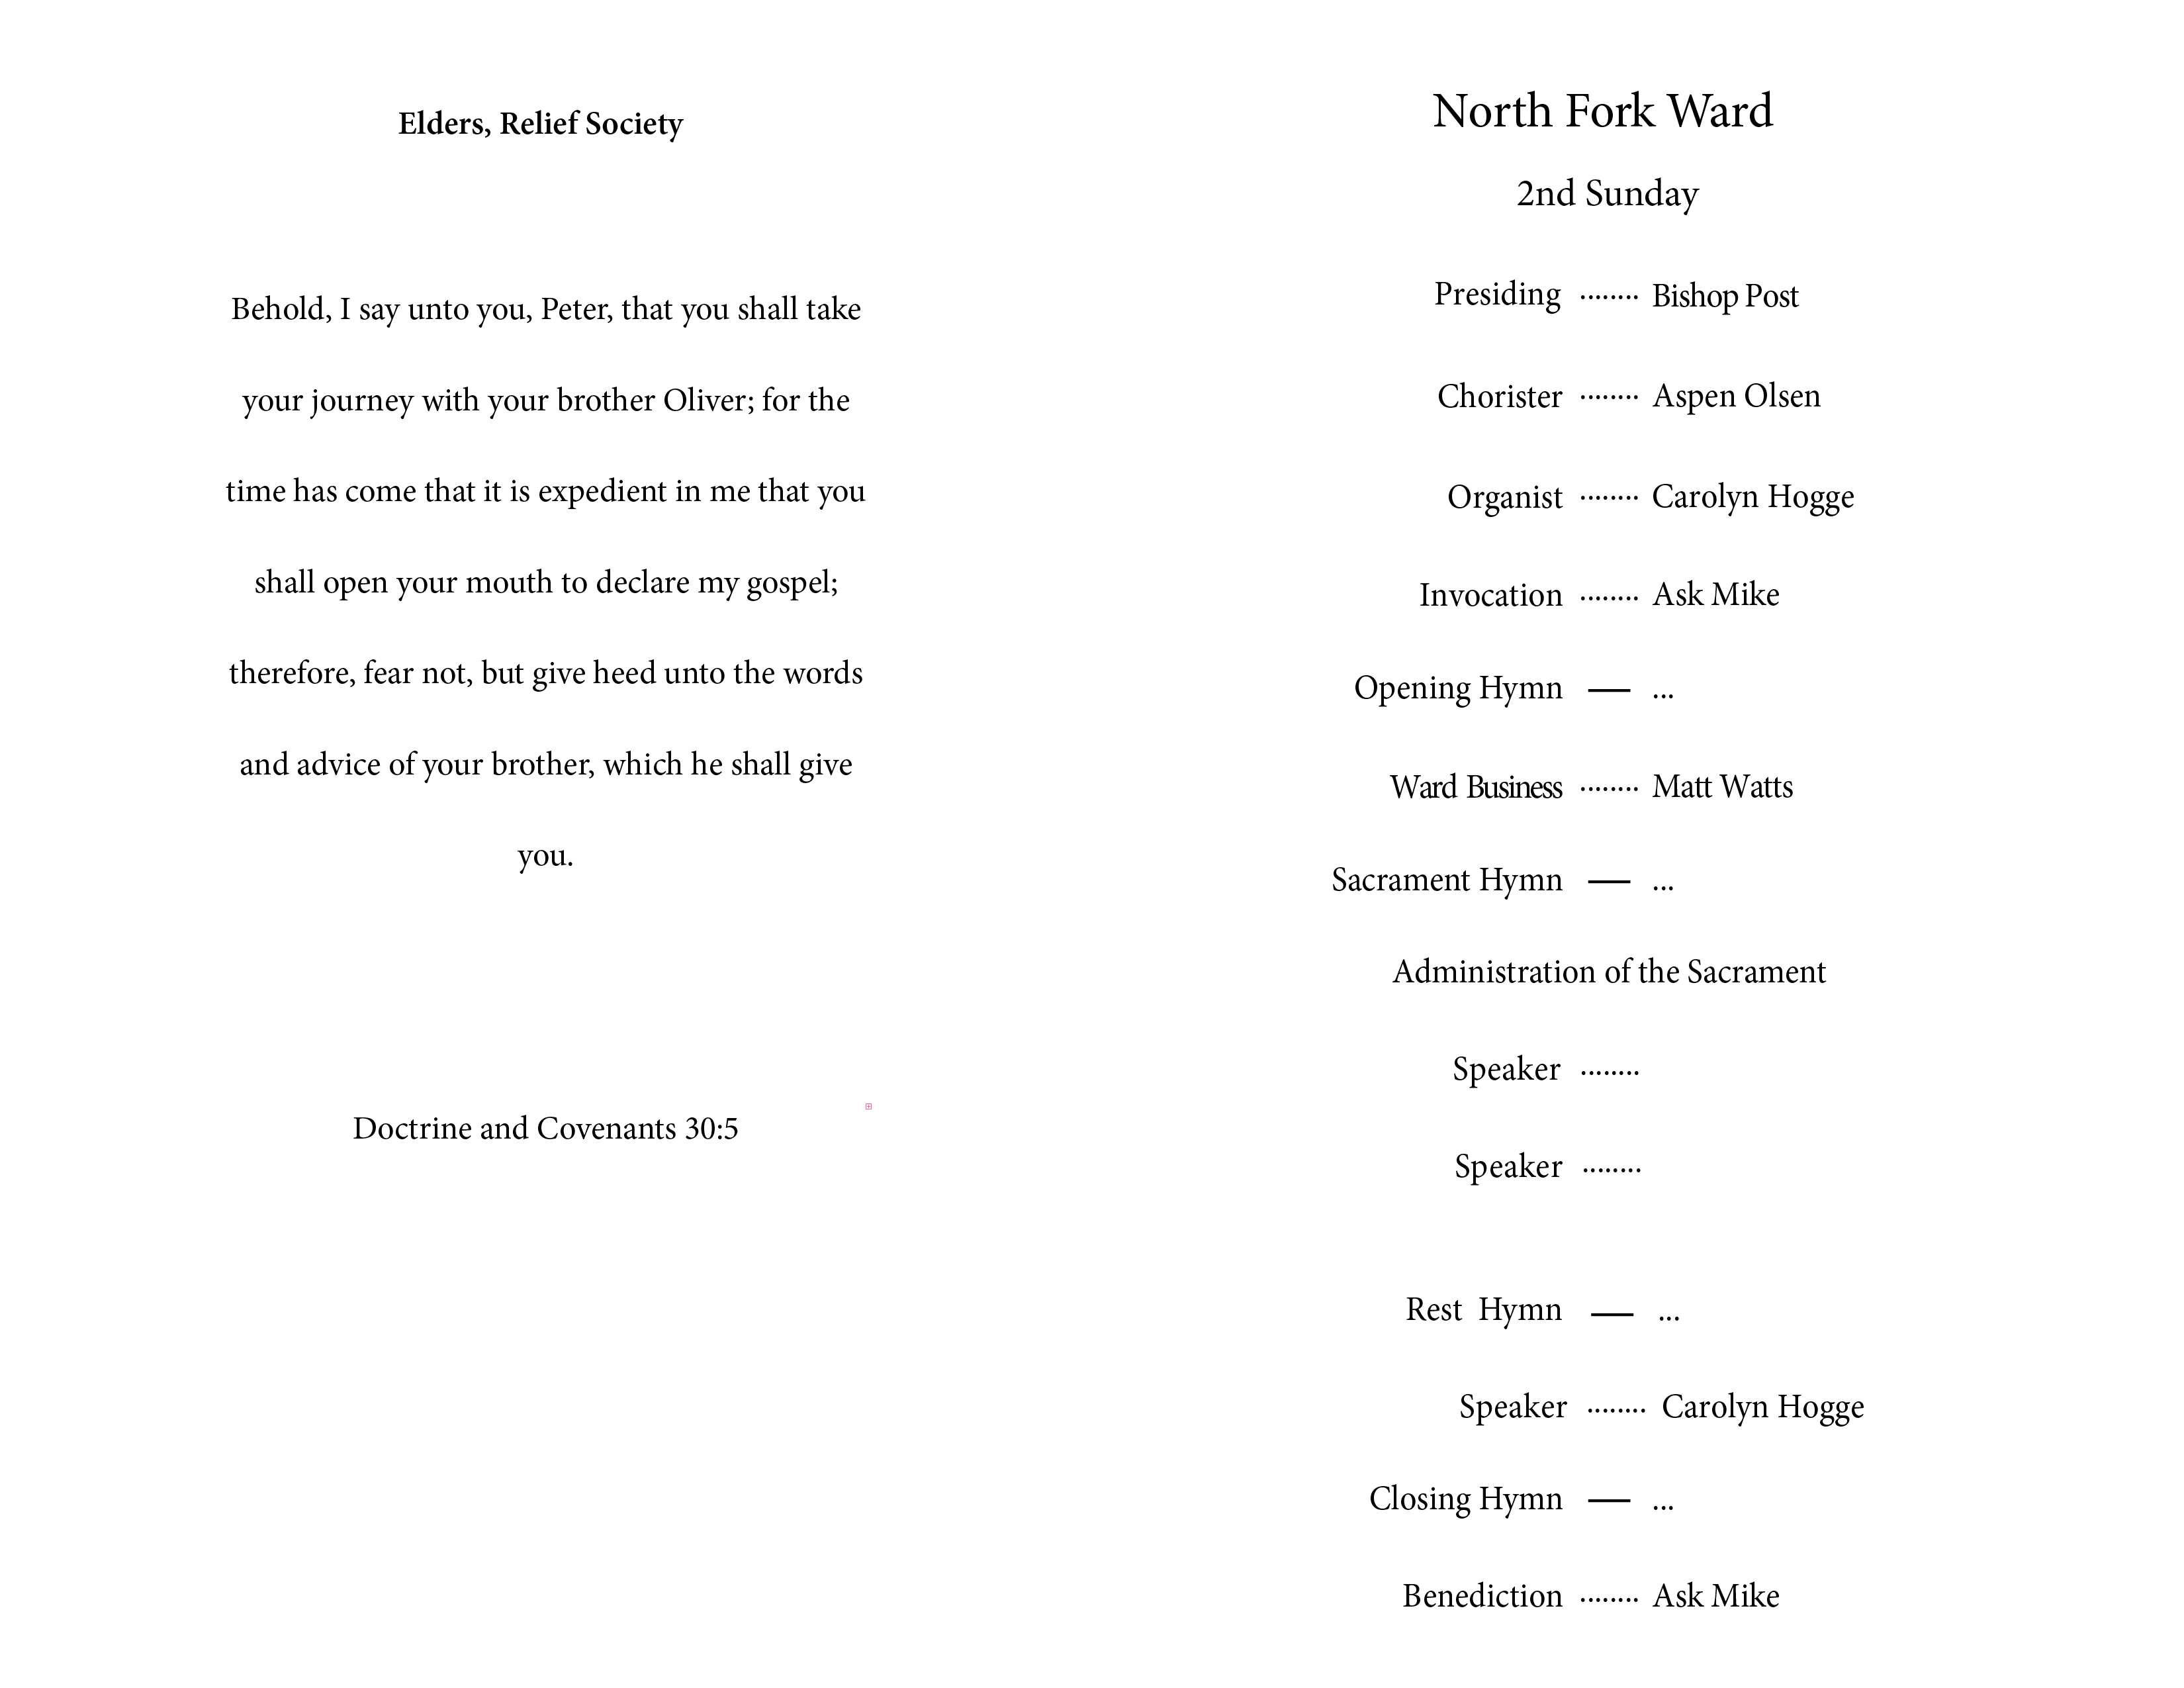 Elders, Relief Society
Behold, I say unto you, Peter, that you shall take
your journey with your brother Oliver; for the
time has come that it is expedient in me that you
shall open your mouth to declare my gospel;
therefore, fear not, but give heed unto the words
and advice of your brother, which he shall give
you.
Doctrine and Covenants 30:5
North Fork Ward
2nd Sunday
Presiding ........ Bishop Post
Chorister ........ Aspen Olsen
Organist ........ Carolyn Hogge
Invocation ........ Ask Mike
Opening Hymn — ...
Ward Business ........ Matt Watts
Sacrament Hymn — ...
Administration of the Sacrament
Speaker ........
Speaker ........
Rest Hymn — ...
Speaker ........ Carolyn Hogge
Closing Hymn — ...
Benediction ........ Ask Mike